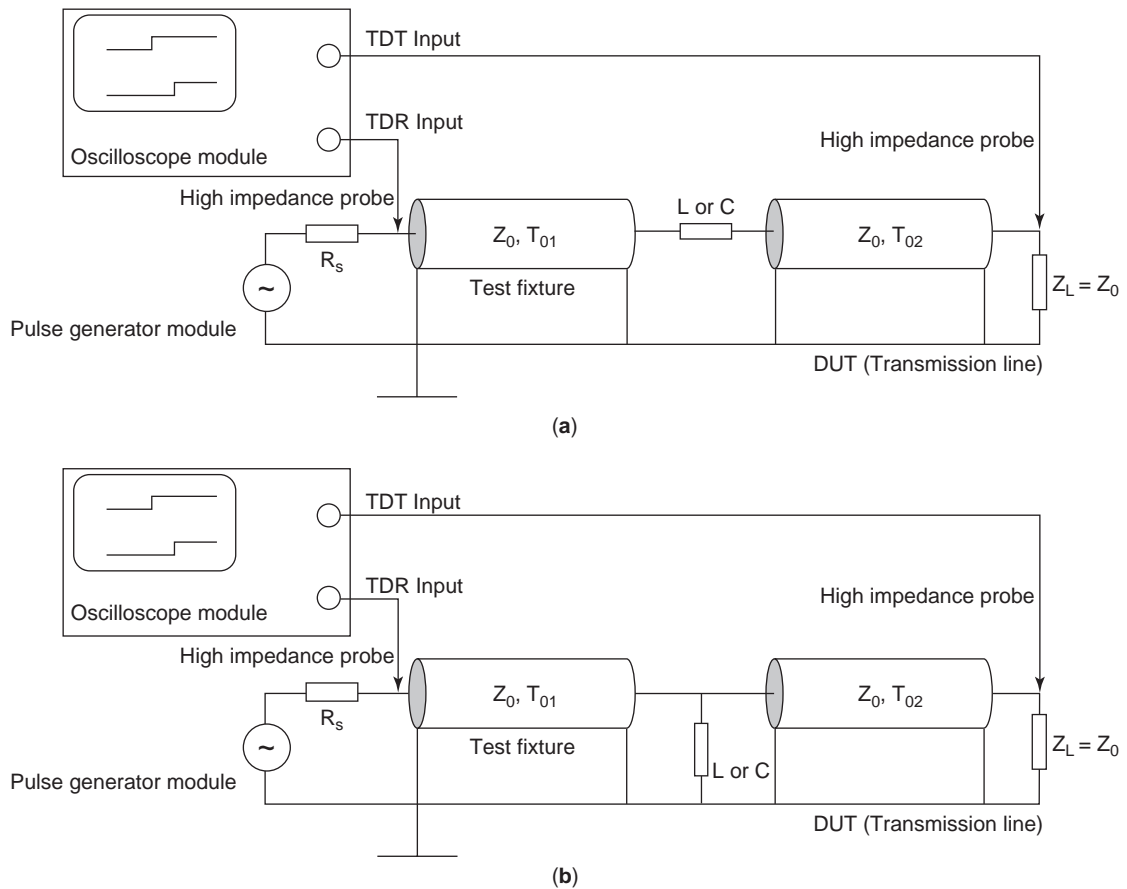 TDT Input
TDR Input
Oscilloscope module
High impedance probe
High impedance probe
L or C
Z0, T01
Z0, T02
Rs
Test fixture
ZL = Z0
Pulse generator module
DUT (Transmission line)
(a)
TDT Input
TDR Input
Oscilloscope module
High impedance probe
High impedance probe
Z0, T01
Z0, T02
Rs
Test fixture
ZL = Z0
L or C
Pulse generator module
DUT (Transmission line)
(b)